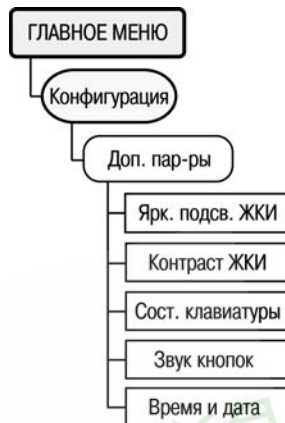 ГЛАВНОЕ МЕНЮ
Конфигурация
Доп. пар-ры
Ярк. подсв. ЖКИ
Контраст ЖКИ
Сост. клавиатуры
Звук кнопок
Время и дата